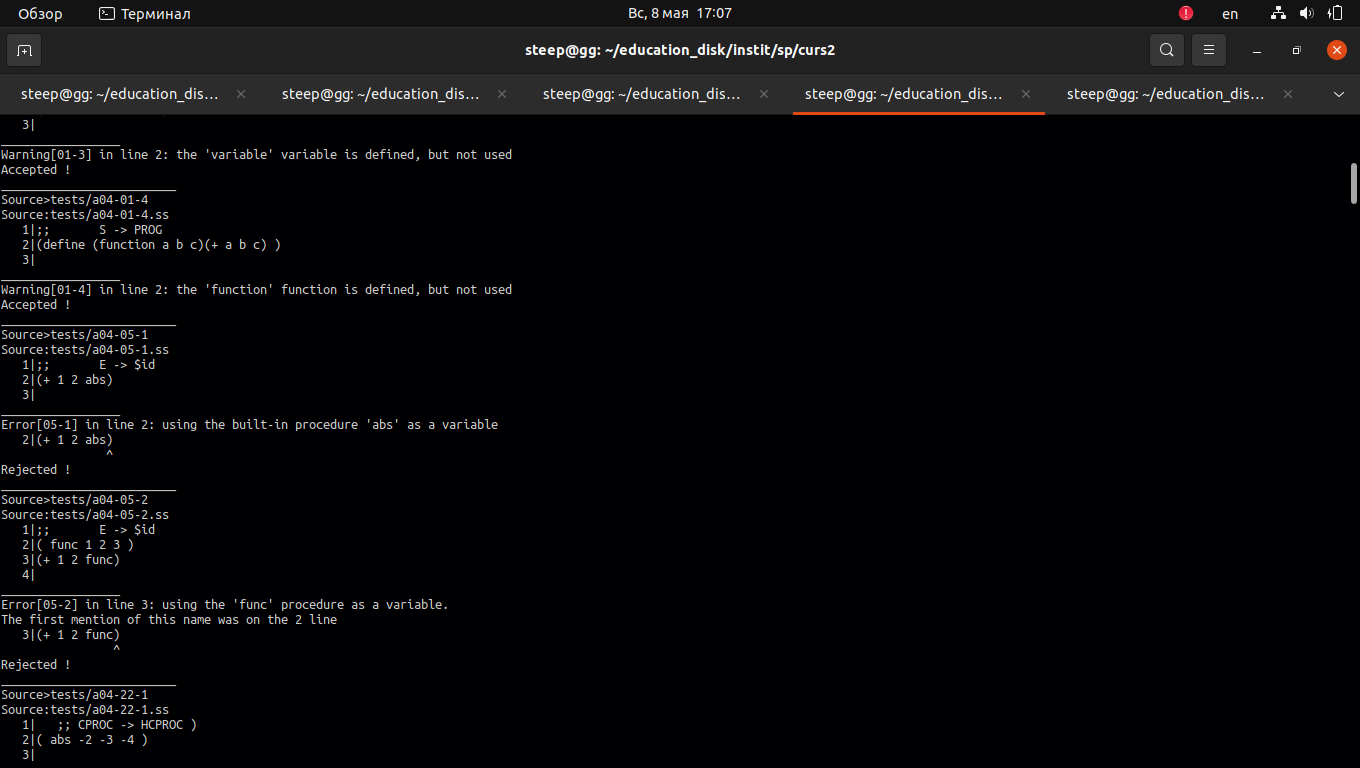 Обзор Терминал Вс, 8 мая 17:07 en
steep@gg: ~/education_disk/instit/sp/curs2
steep@gg: ~/education_dis… steep@gg: ~/education_dis… steep@gg: ~/education_dis… steep@gg: ~/education_dis… steep@gg: ~/education_dis…
   3|
_________________
Warning[01-3] in line 2: the 'variable' variable is defined, but not used
Accepted !
_________________________
Source>tests/a04-01-4
Source:tests/a04-01-4.ss
   1|;;       S -> PROG
   2|(define (function a b c)(+ a b c) )
   3|
_________________
Warning[01-4] in line 2: the 'function' function is defined, but not used
Accepted !
_________________________
Source>tests/a04-05-1
Source:tests/a04-05-1.ss
   1|;;       E -> $id
   2|(+ 1 2 abs)
   3|
_________________
Error[05-1] in line 2: using the built-in procedure 'abs' as a variable
   2|(+ 1 2 abs)
               ^
Rejected !
_________________________
Source>tests/a04-05-2
Source:tests/a04-05-2.ss
   1|;;       E -> $id
   2|( func 1 2 3 )
   3|(+ 1 2 func)
   4|
_________________
Error[05-2] in line 3: using the 'func' procedure as a variable.
The first mention of this name was on the 2 line
   3|(+ 1 2 func)
                ^
Rejected !
_________________________
Source>tests/a04-22-1
Source:tests/a04-22-1.ss
   1|   ;; CPROC -> HCPROC )
   2|( abs -2 -3 -4 )
   3|